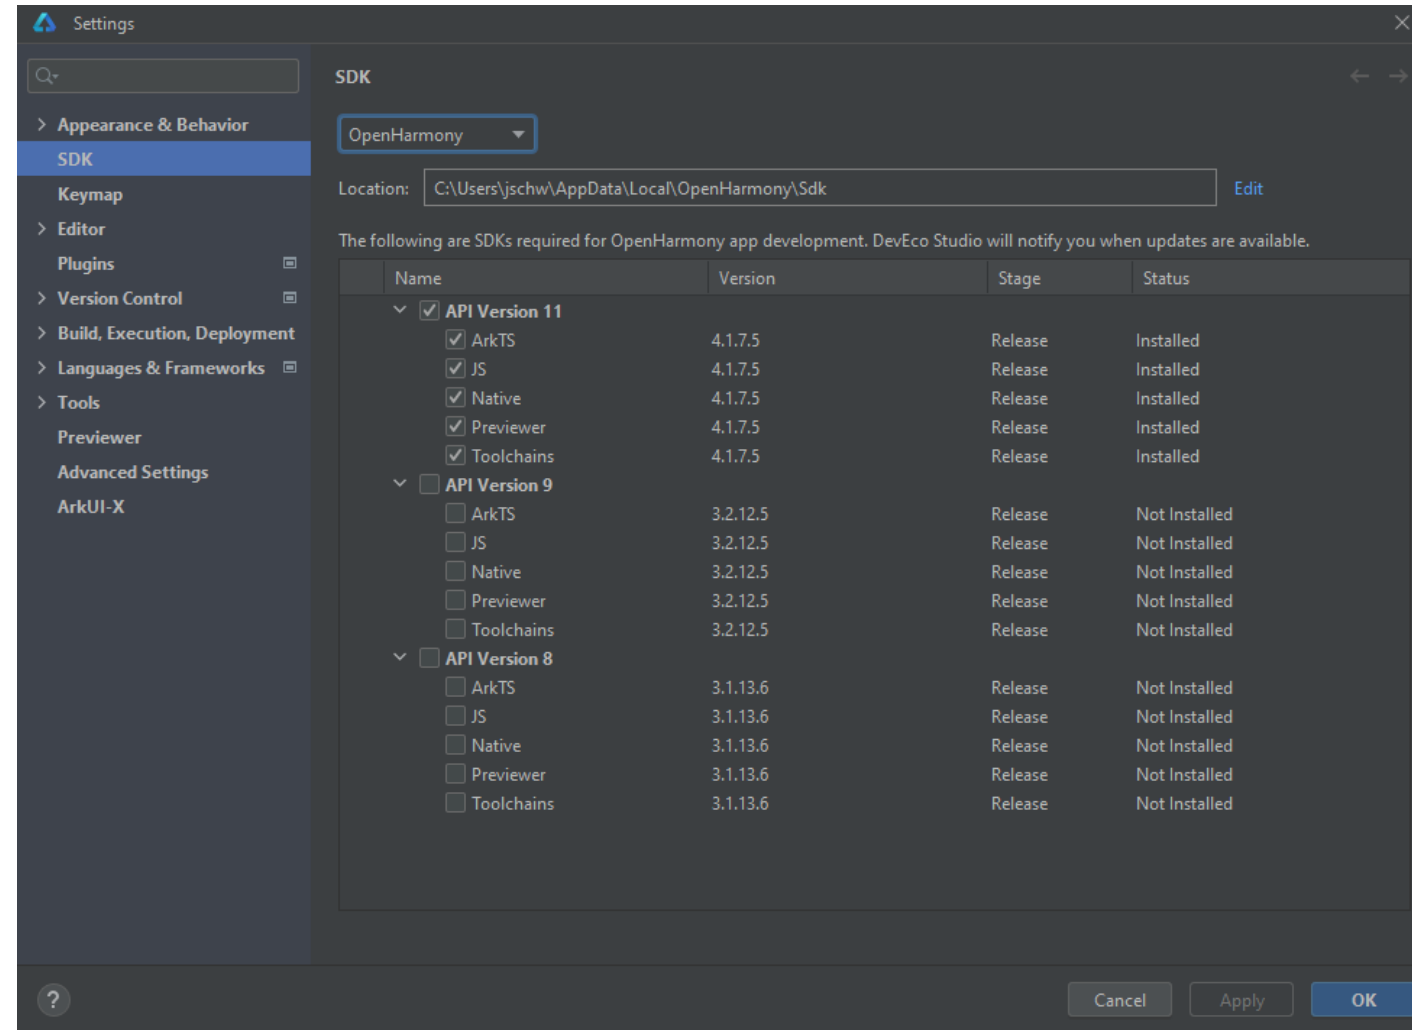 Settings
SDK
Appearance & Behavior
OpenHarmony
SDK
Location: C:\Users\jschw\AppData\Local\OpenHarmony\Sdk Edit
Keymap
Editor
The following are SDKs required for OpenHarmony app development. DevEco Studio will notify you when updates are available.
Plugins
Name Version Stage Status
Version Control
API Version 11
Build, Execution, Deployment
ArkTS 4.1.7.5 Release Installed
Languages & Frameworks
JS 4.1.7.5 Release Installed
Tools
Native 4.1.7.5 Release Installed
Previewer
Previewer 4.1.7.5 Release Installed
Advanced Settings
Toolchains 4.1.7.5 Release Installed
ArkUI-X
API Version 9
ArkTS 3.2.12.5 Release Not Installed
JS 3.2.12.5 Release Not Installed
Native 3.2.12.5 Release Not Installed
Previewer 3.2.12.5 Release Not Installed
Toolchains 3.2.12.5 Release Not Installed
API Version 8
ArkTS 3.1.13.6 Release Not Installed
JS 3.1.13.6 Release Not Installed
Native 3.1.13.6 Release Not Installed
Previewer 3.1.13.6 Release Not Installed
Toolchains 3.1.13.6 Release Not Installed
? Cancel Apply OK